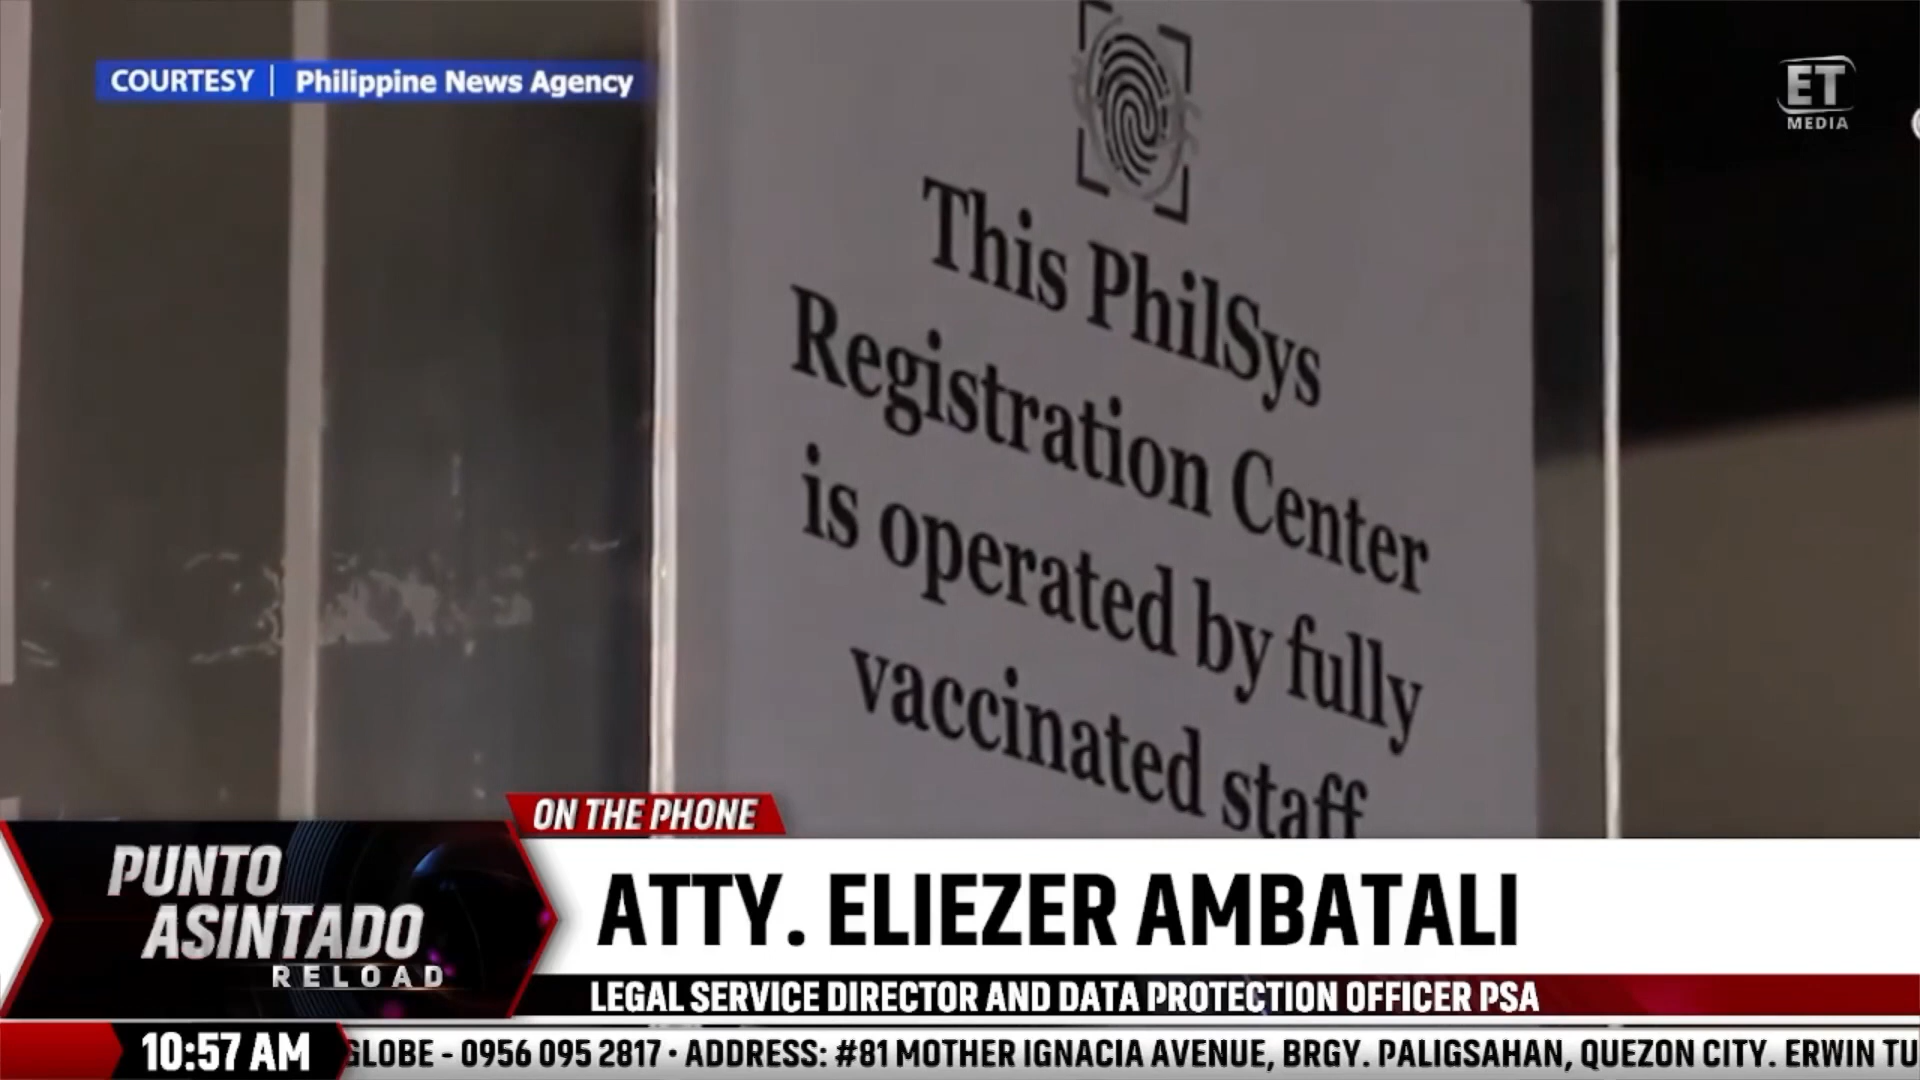 COURTESY | Philippine News Agency
ET
MEDIA
This PhilSys
Registration Center
is operated by fully
vaccinated staff
ON THE PHONE
PUNTO
ASINTADO
RELOAD
ATTY. ELIEZER AMBATALI
LEGAL SERVICE DIRECTOR AND DATA PROTECTION OFFICER PSA
10:57 AM
GLOBE - 0956 095 2817 • ADDRESS: #81 MOTHER IGNACIA AVENUE, BRGY. PALIGSAHAN, QUEZON CITY. ERWIN TU